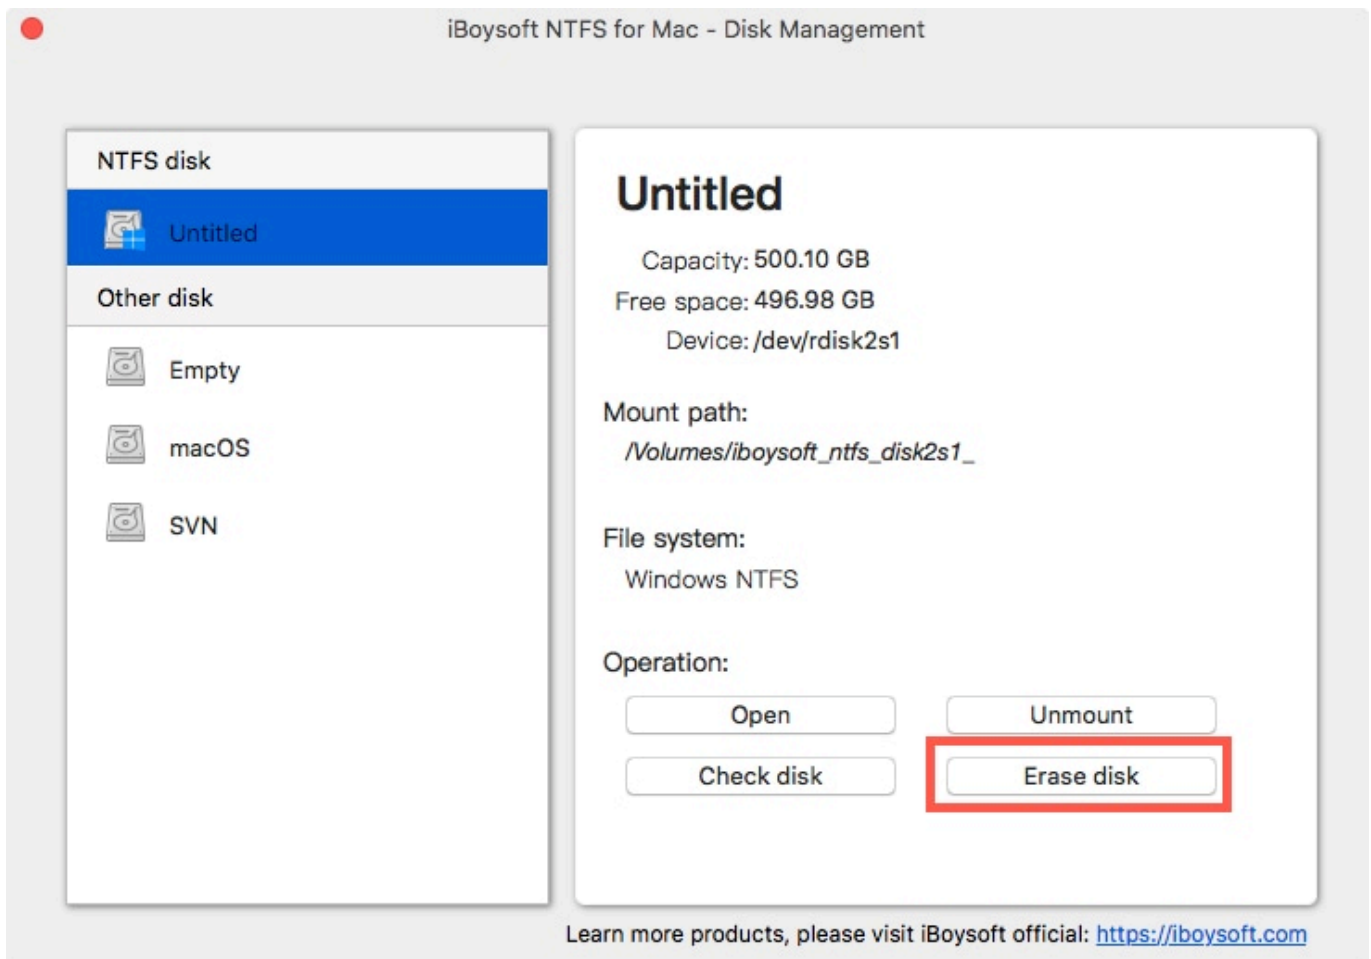 iBoysoft NTFS for Mac - Disk Management
NTFS disk
Untitled
Other disk
Empty
macOS
SVN
Untitled
Capacity: 500.10 GB
Free space: 496.98 GB
Device: /dev/rdisk2s1
Mount path:
/Volumes/iboysoft_ntfs_disk2s1_
File system:
Windows NTFS
Operation:
Open Unmount
Check disk Erase disk
Learn more products, please visit iBoysoft official: https://iboysoft.com